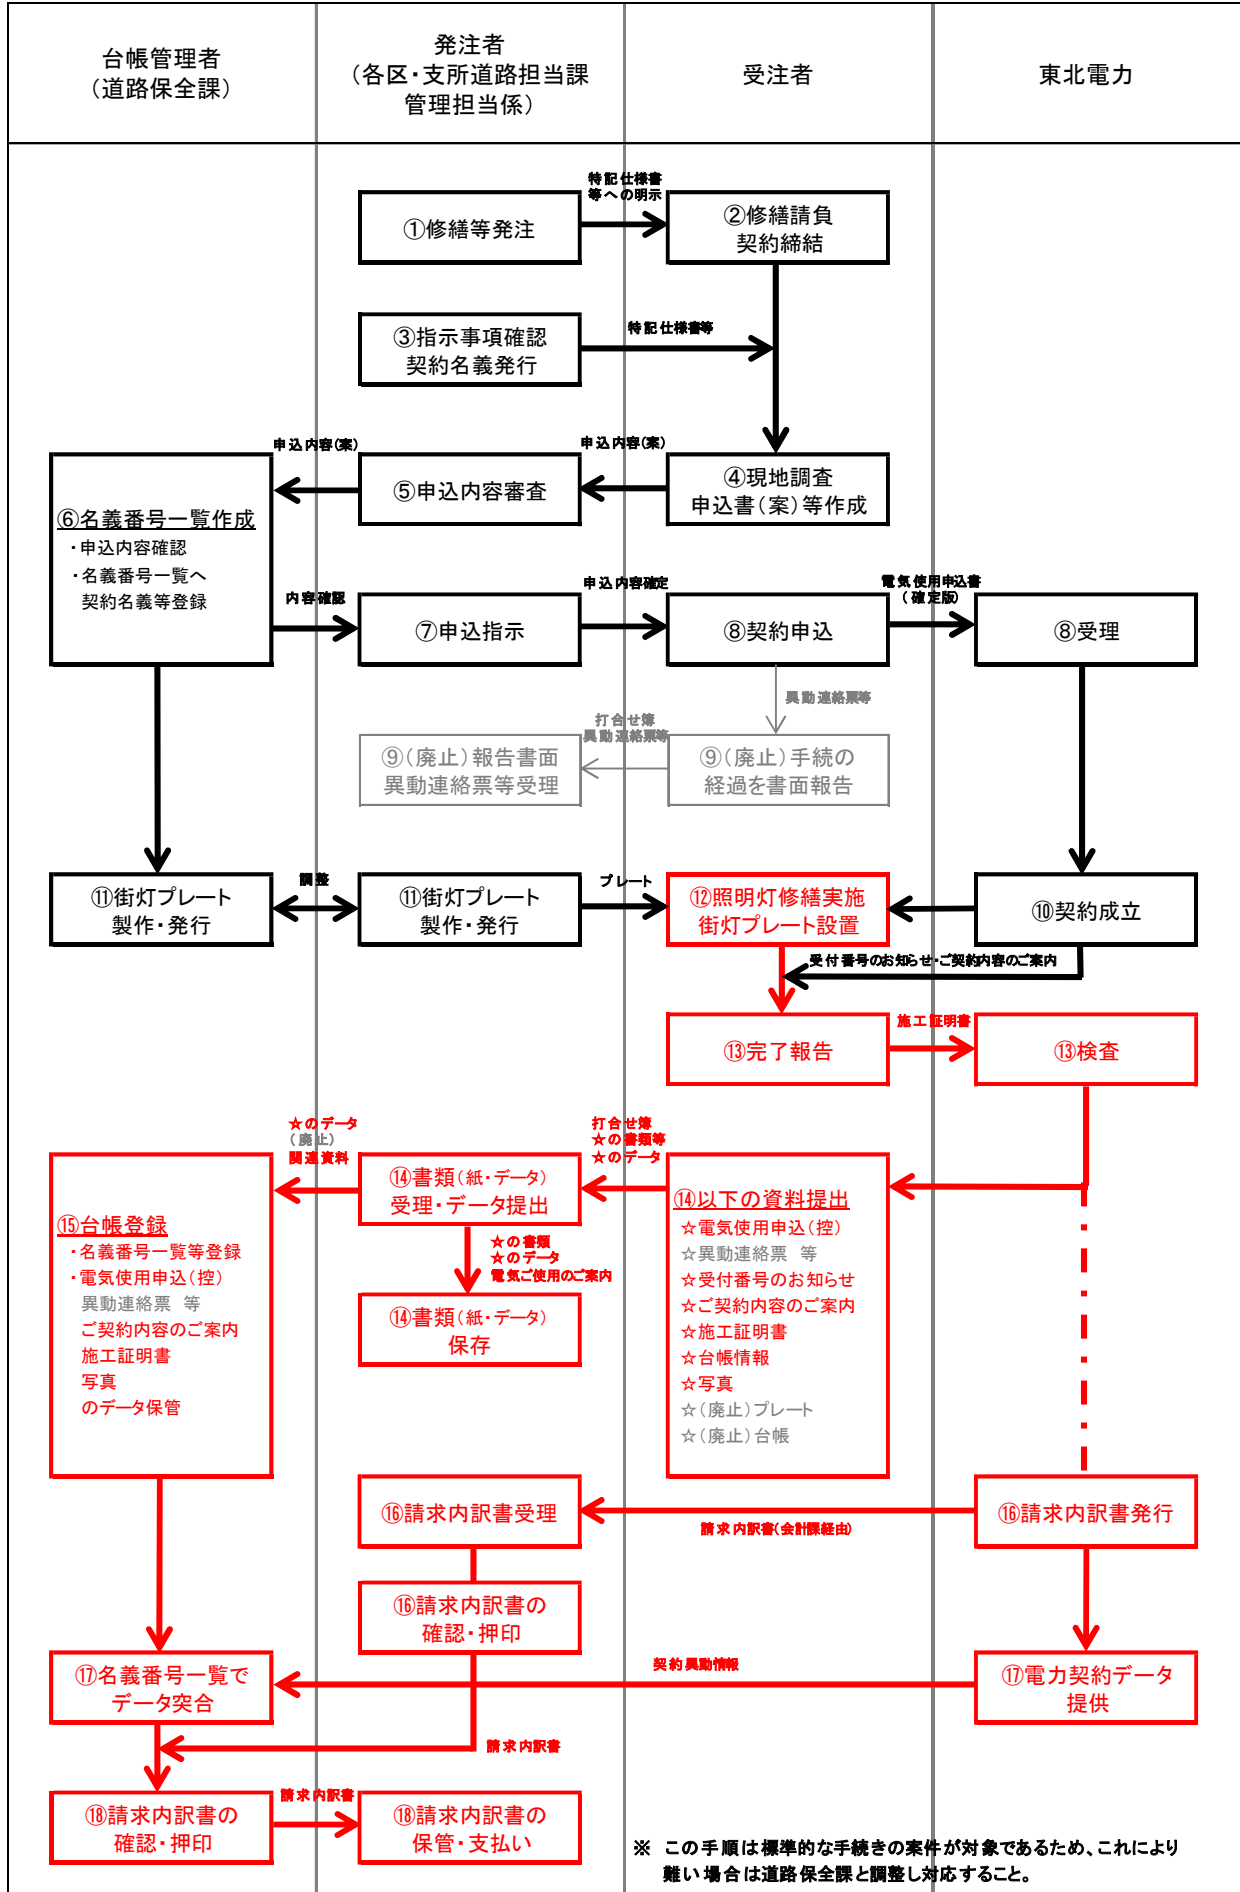 台帳管理者
（道路保全課）
発注者
（各区・支所道路担当課
管理担当係）
受注者
東北電力
特記仕様書
等への明示
①修繕等発注
②修繕請負
契約締結
③指示事項確認
契約名義発行
特記仕様書等
申込内容(案)
申込内容(案)
⑥名義番号一覧作成
・申込内容確認
・名義番号一覧へ
契約名義等登録
⑤申込内容審査
④現地調査
申込書（案）等作成
内容確認
申込内容確定
電気使用申込書
（確定版）
⑦申込指示
⑧契約申込
⑧受理
異動連絡票等
打合せ簿
異動連絡票等
⑨（廃止）報告書面
異動連絡票等受理
⑨（廃止）手続の
経過を書面報告
⑪街灯プレート
製作・発行
調整
⑪街灯プレート
製作・発行
プレート
⑫照明灯修繕実施
街灯プレート設置
⑩契約成立
受付番号のお知らせ・ご契約内容のご案内
⑬完了報告
施工証明書
⑬検査
☆のデータ
（廃止）
関連資料
打合せ簿
☆の書類等
☆のデータ
⑮台帳登録
・名義番号一覧等登録
・電気使用申込（控）
異動連絡票　等
ご契約内容のご案内
施工証明書
写真
のデータ保管
⑭書類（紙・データ）
受理・データ提出
☆の書類
☆のデータ
電気ご使用のご案内
⑭書類（紙・データ）
保存
⑭以下の資料提出
☆電気使用申込（控）
☆異動連絡票　等
☆受付番号のお知らせ
☆ご契約内容のご案内
☆施工証明書
☆台帳情報
☆写真
☆（廃止）プレート
☆（廃止）台帳
⑯請求内訳書受理
請求内訳書(会計課経由)
⑯請求内訳書発行
⑯請求内訳書の
確認・押印
⑰名義番号一覧で
データ突合
契約異動情報
⑰電力契約データ
提供
請求内訳書
⑱請求内訳書の
確認・押印
請求内訳書
⑱請求内訳書の
保管・支払い
※　この手順は標準的な手続きの案件が対象であるため、これにより
難い場合は道路保全課と調整し対応すること。